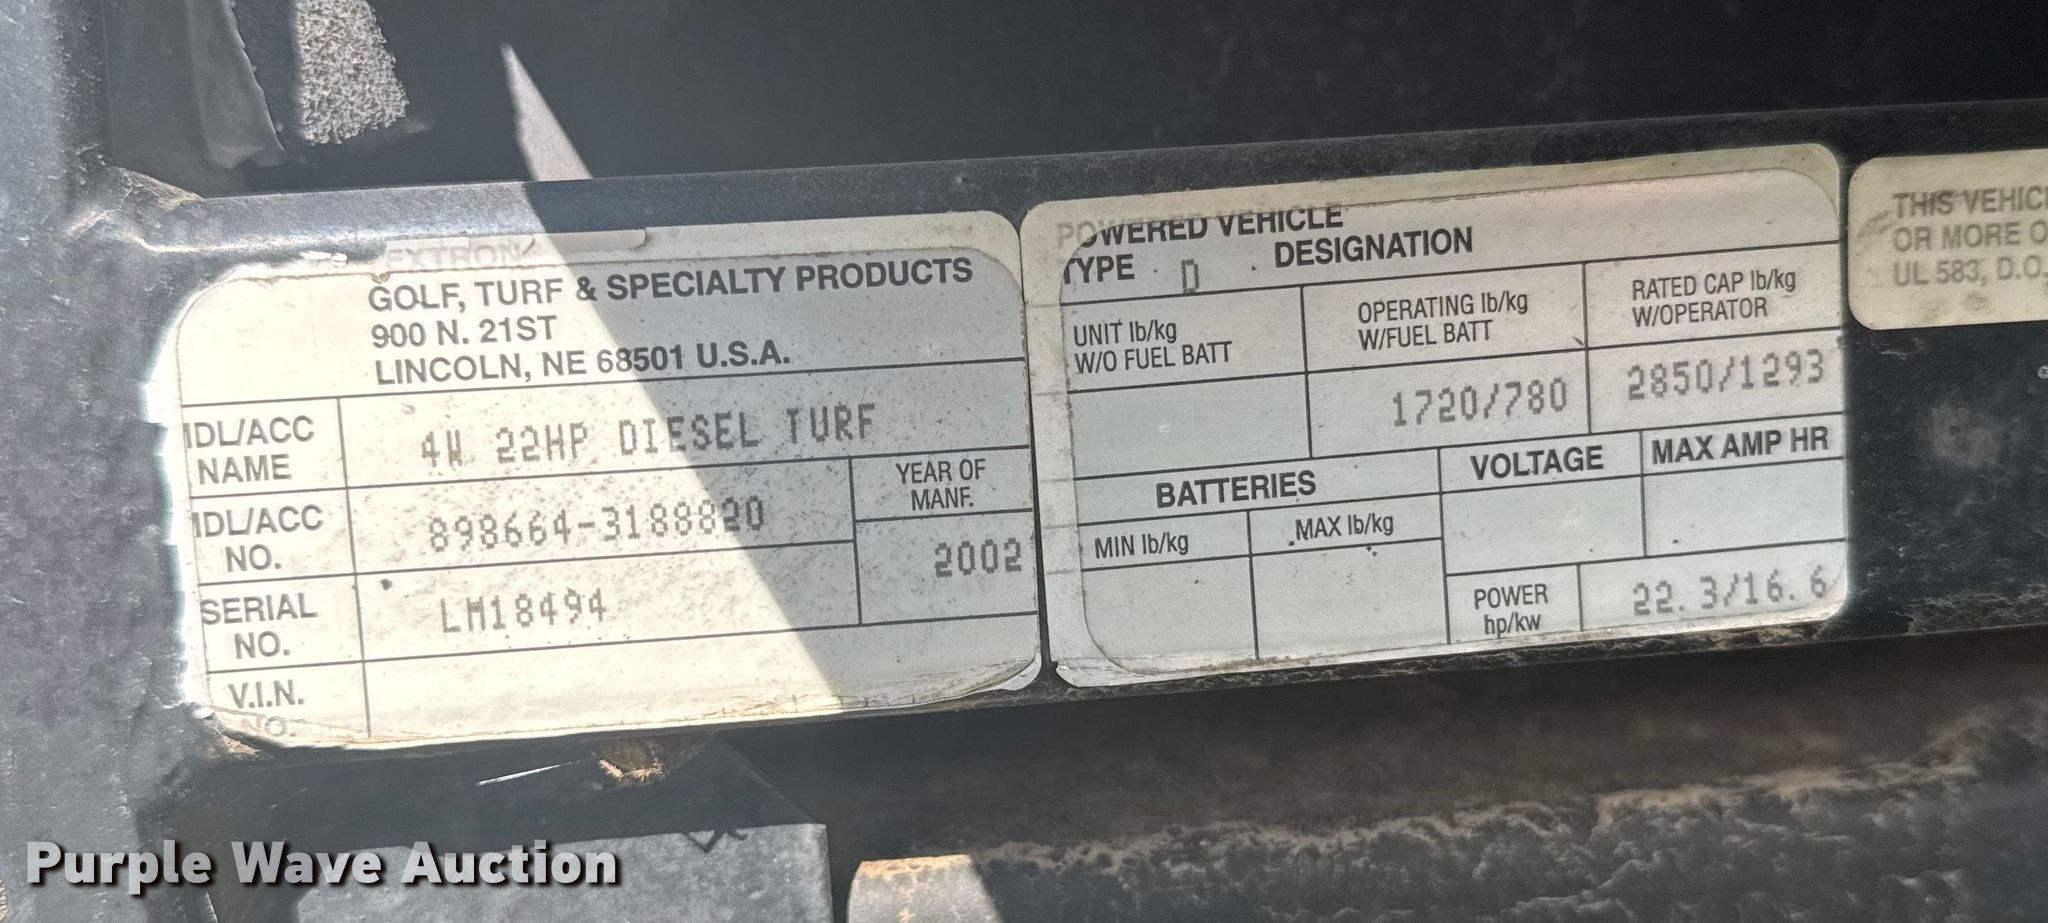 EXTRON
GOLF, TURF & SPECIALTY PRODUCTS
900 N. 21ST
LINCOLN, NE 68501 U.S.A.
MDL/ACC
NAME
4W 22HP DIESEL TURF
MDL/ACC
NO.
898664-3188820
YEAR OF
MANF.
2002
SERIAL
NO.
LM18494
V.I.N.
NO.
POWERED VEHICLE
TYPE D DESIGNATION
UNIT lb/kg
W/O FUEL BATT
OPERATING lb/kg
W/FUEL BATT
1720/780
RATED CAP lb/kg
W/OPERATOR
2850/1293
BATTERIES
MIN lb/kg
MAX lb/kg
VOLTAGE
MAX AMP HR
POWER
hp/kw
22.3/16.6
THIS VEHIC
OR MORE O
UL 583, D.O.
Purple Wave Auction